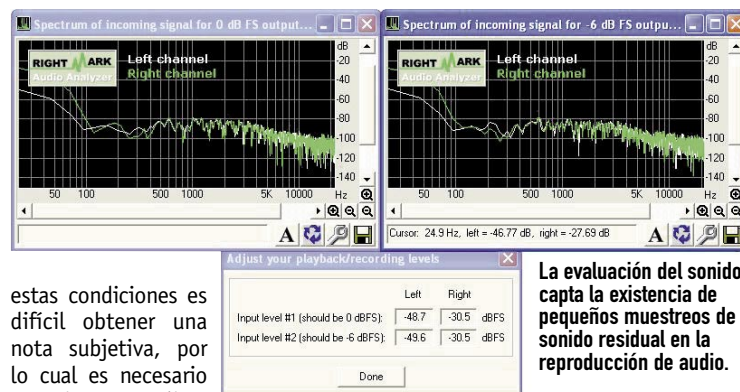 Spectrum of incoming signal for 0 dB FS output...
RIGHT MARK
Audio Analyzer
Left channel
Right channel
dB
-20
-40
-60
-80
-100
-120
-140
50 100 500 1000 5K 10000 Hz
A
Spectrum of incoming signal for -6 dB FS outpu...
RIGHT MARK
Audio Analyzer
Left channel
Right channel
dB
-20
-40
-60
-80
-100
-120
-140
50 100 500 1000 5K 10000 Hz
Cursor: 24.9 Hz, left = -46.77 dB, right = -27.69 dB
A
estas condiciones es
difícil obtener una
nota subjetiva, por
lo cual es necesario
Adjust your playback/recording levels
Left Right
Input level #1 (should be 0 dBFS): -48.7 -30.5 dBFS
Input level #2 (should be -6 dBFS): -49.6 -30.5 dBFS
Done
La evaluación del sonido
capta la existencia de
pequeños muestreos de
sonido residual en la
reproducción de audio.